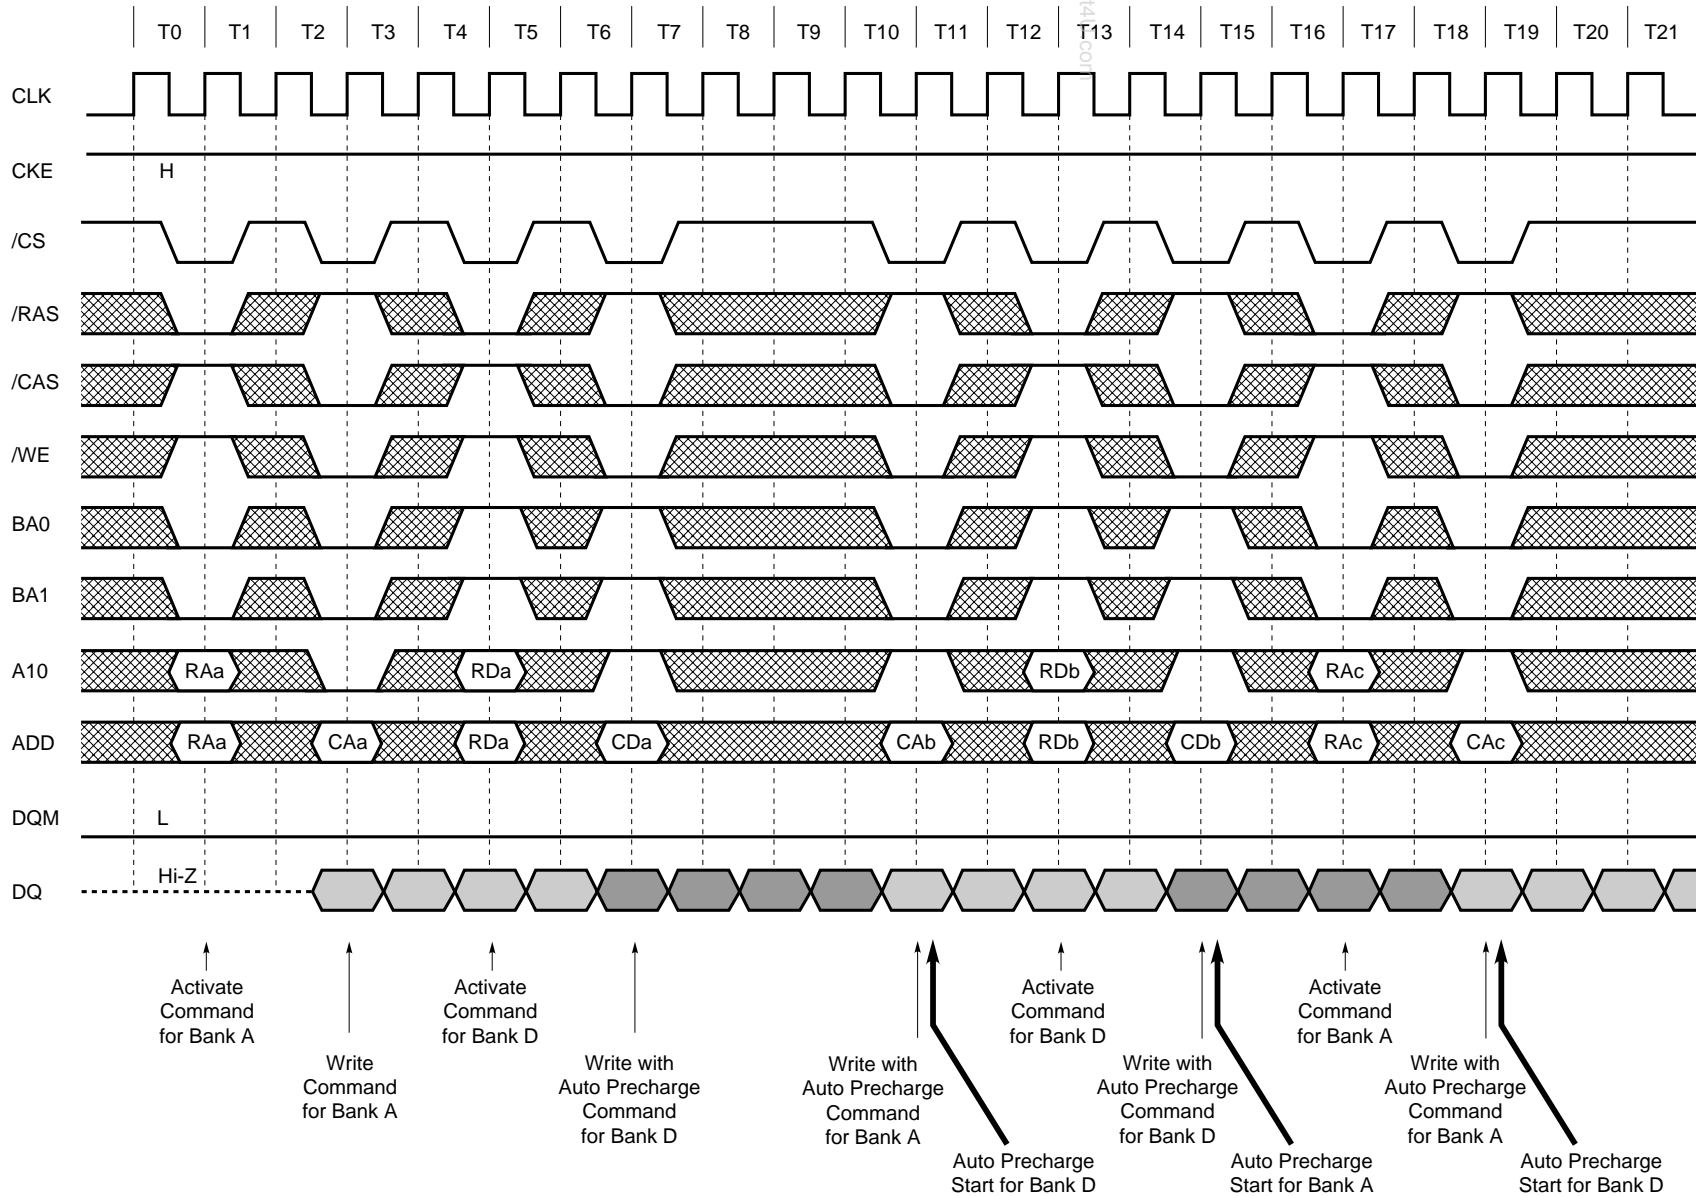 T0 T1 T2 T3 T4 T5 T6 T7 T8 T9 T10 T11 T12 T13 T14 T15 T16 T17 T18 T19 T20 T21
CLK
CKE H
/CS
/RAS
/CAS
/WE
BA0
BA1
A10 RAa RDa RDb RAc
ADD RAa CAa RDa CDa CAb RDb CDb RAc CAc
DQM L
DQ Hi-Z
Activate
Command
for Bank A
Write
Command
for Bank A
Activate
Command
for Bank D
Write with
Auto Precharge
Command
for Bank D
Write with
Auto Precharge
Command
for Bank A
Auto Precharge
Start for Bank D
Activate
Command
for Bank D
Write with
Auto Precharge
Command
for Bank D
Auto Precharge
Start for Bank A
Activate
Command
for Bank A
Write with
Auto Precharge
Command
for Bank A
Auto Precharge
Start for Bank D